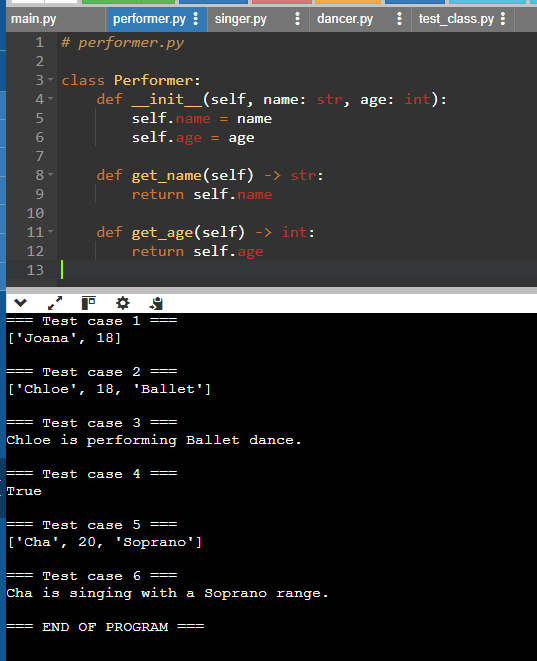 main.py performer.py singer.py dancer.py test_class.py
1 # performer.py
2
3 class Performer:
4     def __init__(self, name: str, age: int):
5         self.name = name
6         self.age = age
7
8     def get_name(self) -> str:
9         return self.name
10
11     def get_age(self) -> int:
12         return self.age
13
=== Test case 1 ===
['Joana', 18]
=== Test case 2 ===
['Chloe', 18, 'Ballet']
=== Test case 3 ===
Chloe is performing Ballet dance.
=== Test case 4 ===
True
=== Test case 5 ===
['Cha', 20, 'Soprano']
=== Test case 6 ===
Cha is singing with a Soprano range.
=== END OF PROGRAM ===